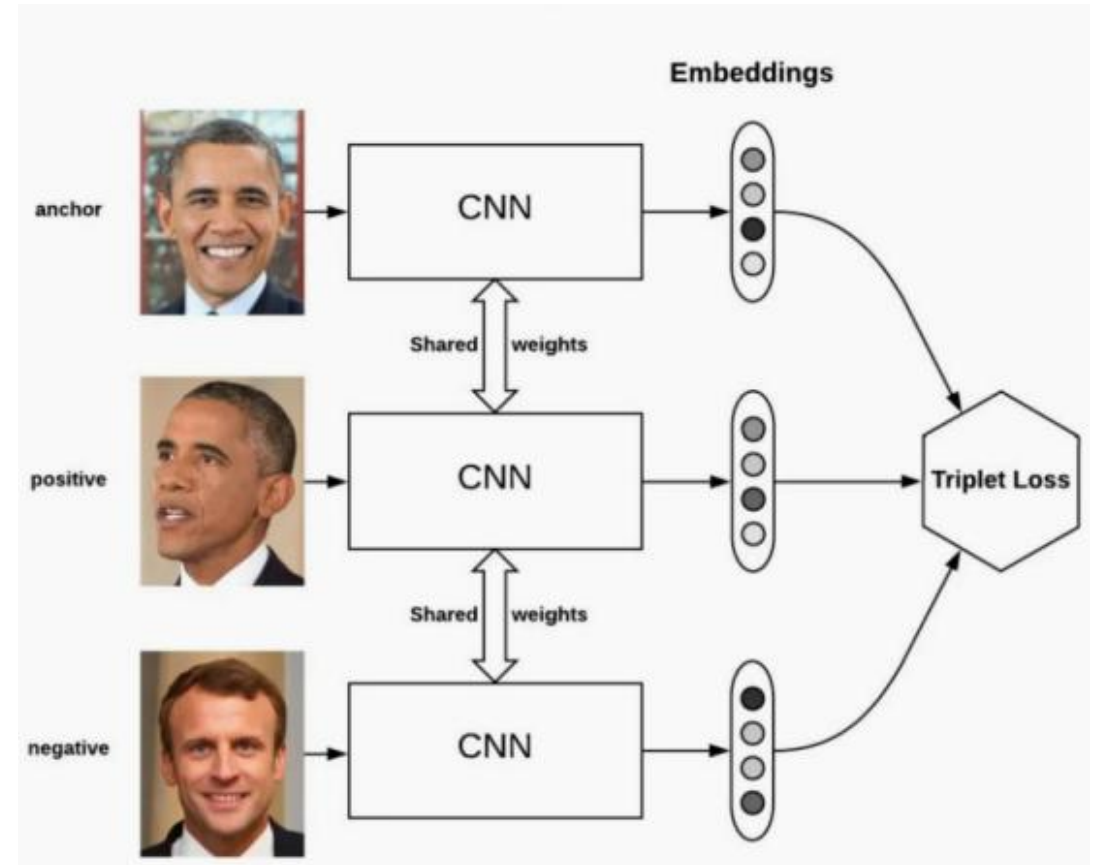 Embeddings
anchor
CNN
Shared weights
positive
CNN
Triplet Loss
Shared weights
negative
CNN